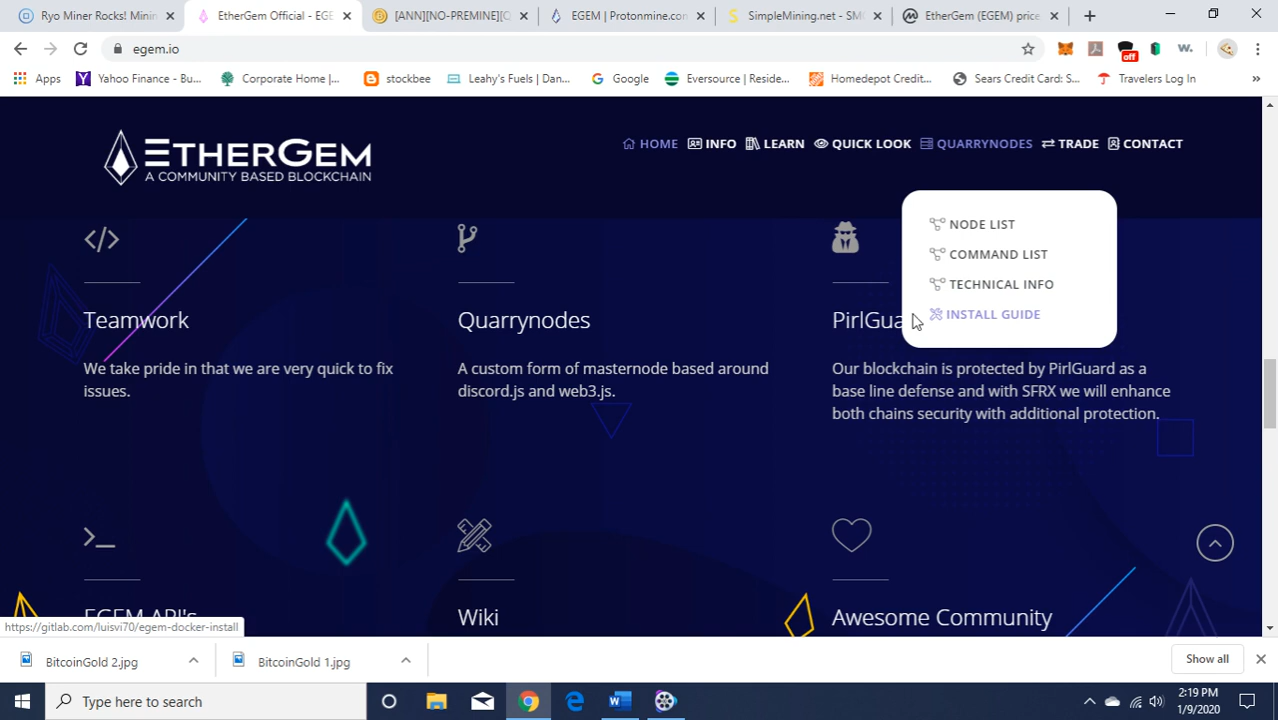 Ryo Miner Rocks! Minin
EtherGem Official - EGE
[ANN][NO-PREMINE][Q
EGEM | Protonmine.con
SimpleMining.net - SMO
EtherGem (EGEM) price
egem.io
off
W.
Apps
Yahoo Finance - Bu...
Corporate Home |...
stockbee
Leahy's Fuels | Dan...
Google
Eversource | Reside...
Homedepot Credit...
Sears Credit Card: S...
Travelers Log In
»
ETHERGEM
A COMMUNITY BASED BLOCKCHAIN
HOME
INFO
LEARN
QUICK LOOK
QUARRYNODES
TRADE
CONTACT
NODE LIST
COMMAND LIST
TECHNICAL INFO
INSTALL GUIDE
Teamwork
We take pride in that we are very quick to fix
issues.
Quarrynodes
A custom form of masternode based around
discord.js and web3.js.
PirlGua
Our blockchain is protected by PirlGuard as a
base line defense and with SFRX we will enhance
both chains security with additional protection.
EGEM API's
Wiki
Awesome Community
https://gitlab.com/luisvi70/egem-docker-install
BitcoinGold 2.jpg
BitcoinGold 1.jpg
Show all
Type here to search
2:19 PM
1/9/2020